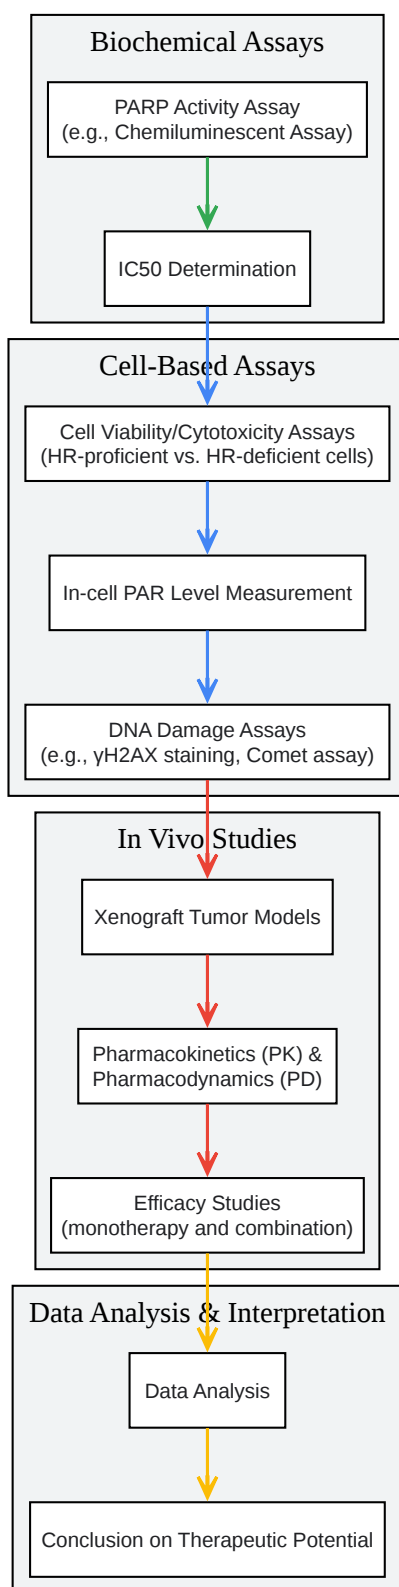 Biochemical Assays
PARP Activity Assay
(e.g., Chemiluminescent Assay)
IC50 Determination
Cell-Based Assays
Cell Viability/Cytotoxicity Assays
(HR-proficient vs. HR-deficient cells)
In-cell PAR Level Measurement
DNA Damage Assays
(e.g., γH2AX staining, Comet assay)
In Vivo Studies
Xenograft Tumor Models
Pharmacokinetics (PK) &
Pharmacodynamics (PD)
Efficacy Studies
(monotherapy and combination)
Data Analysis & Interpretation
Data Analysis
Conclusion on Therapeutic Potential